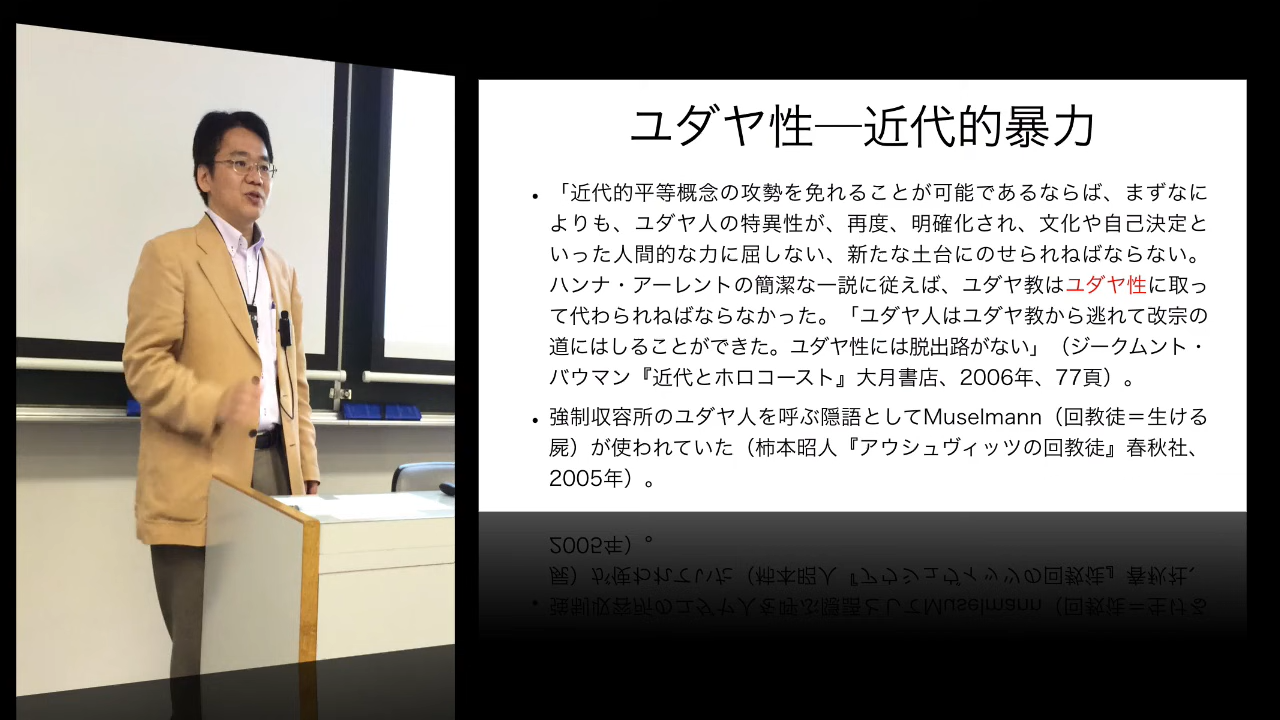 ユダヤ性―近代的暴力
• 「近代的平等概念の攻勢を免れることが可能であるならば、まずなに
よりも、ユダヤ人の特異性が、再度、明確化され、文化や自己決定と
いった人間的な力に屈しない、新たな土台にのせられねばならない。
ハンナ・アーレントの簡潔な一説に従えば、ユダヤ教はユダヤ性に取っ
て代わられねばならなかった。「ユダヤ人はユダヤ教から逃れて改宗の
道にはしることができた。ユダヤ性には脱出路がない」（ジークムント・
バウマン『近代とホロコースト』大月書店、2006年、77頁）。
• 強制収容所のユダヤ人を呼ぶ隠語としてMuselmann（回教徒＝生ける
屍）が使われていた（柿本昭人『アウシュヴィッツの回教徒』春秋社、
2005年）。